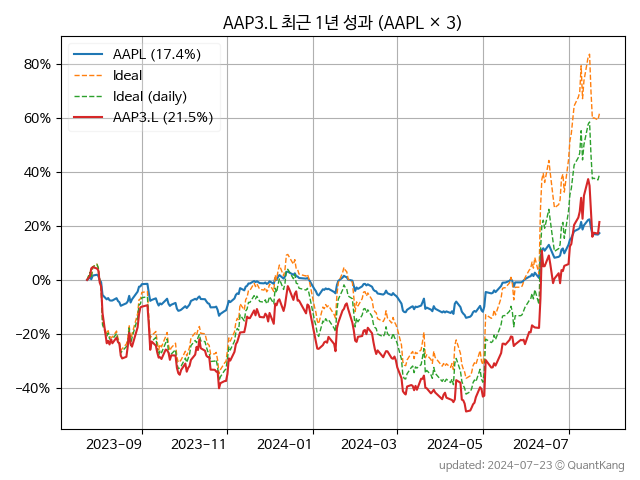 AAP3.L 최근 1년 성과 (AAPL × 3)
AAPL (17.4%)
Ideal
Ideal (daily)
AAP3.L (21.5%)
80%
60%
40%
20%
0%
−20%
−40%
2023-09 2023-11 2024-01 2024-03 2024-05 2024-07
updated: 2024-07-23 © QuantKang